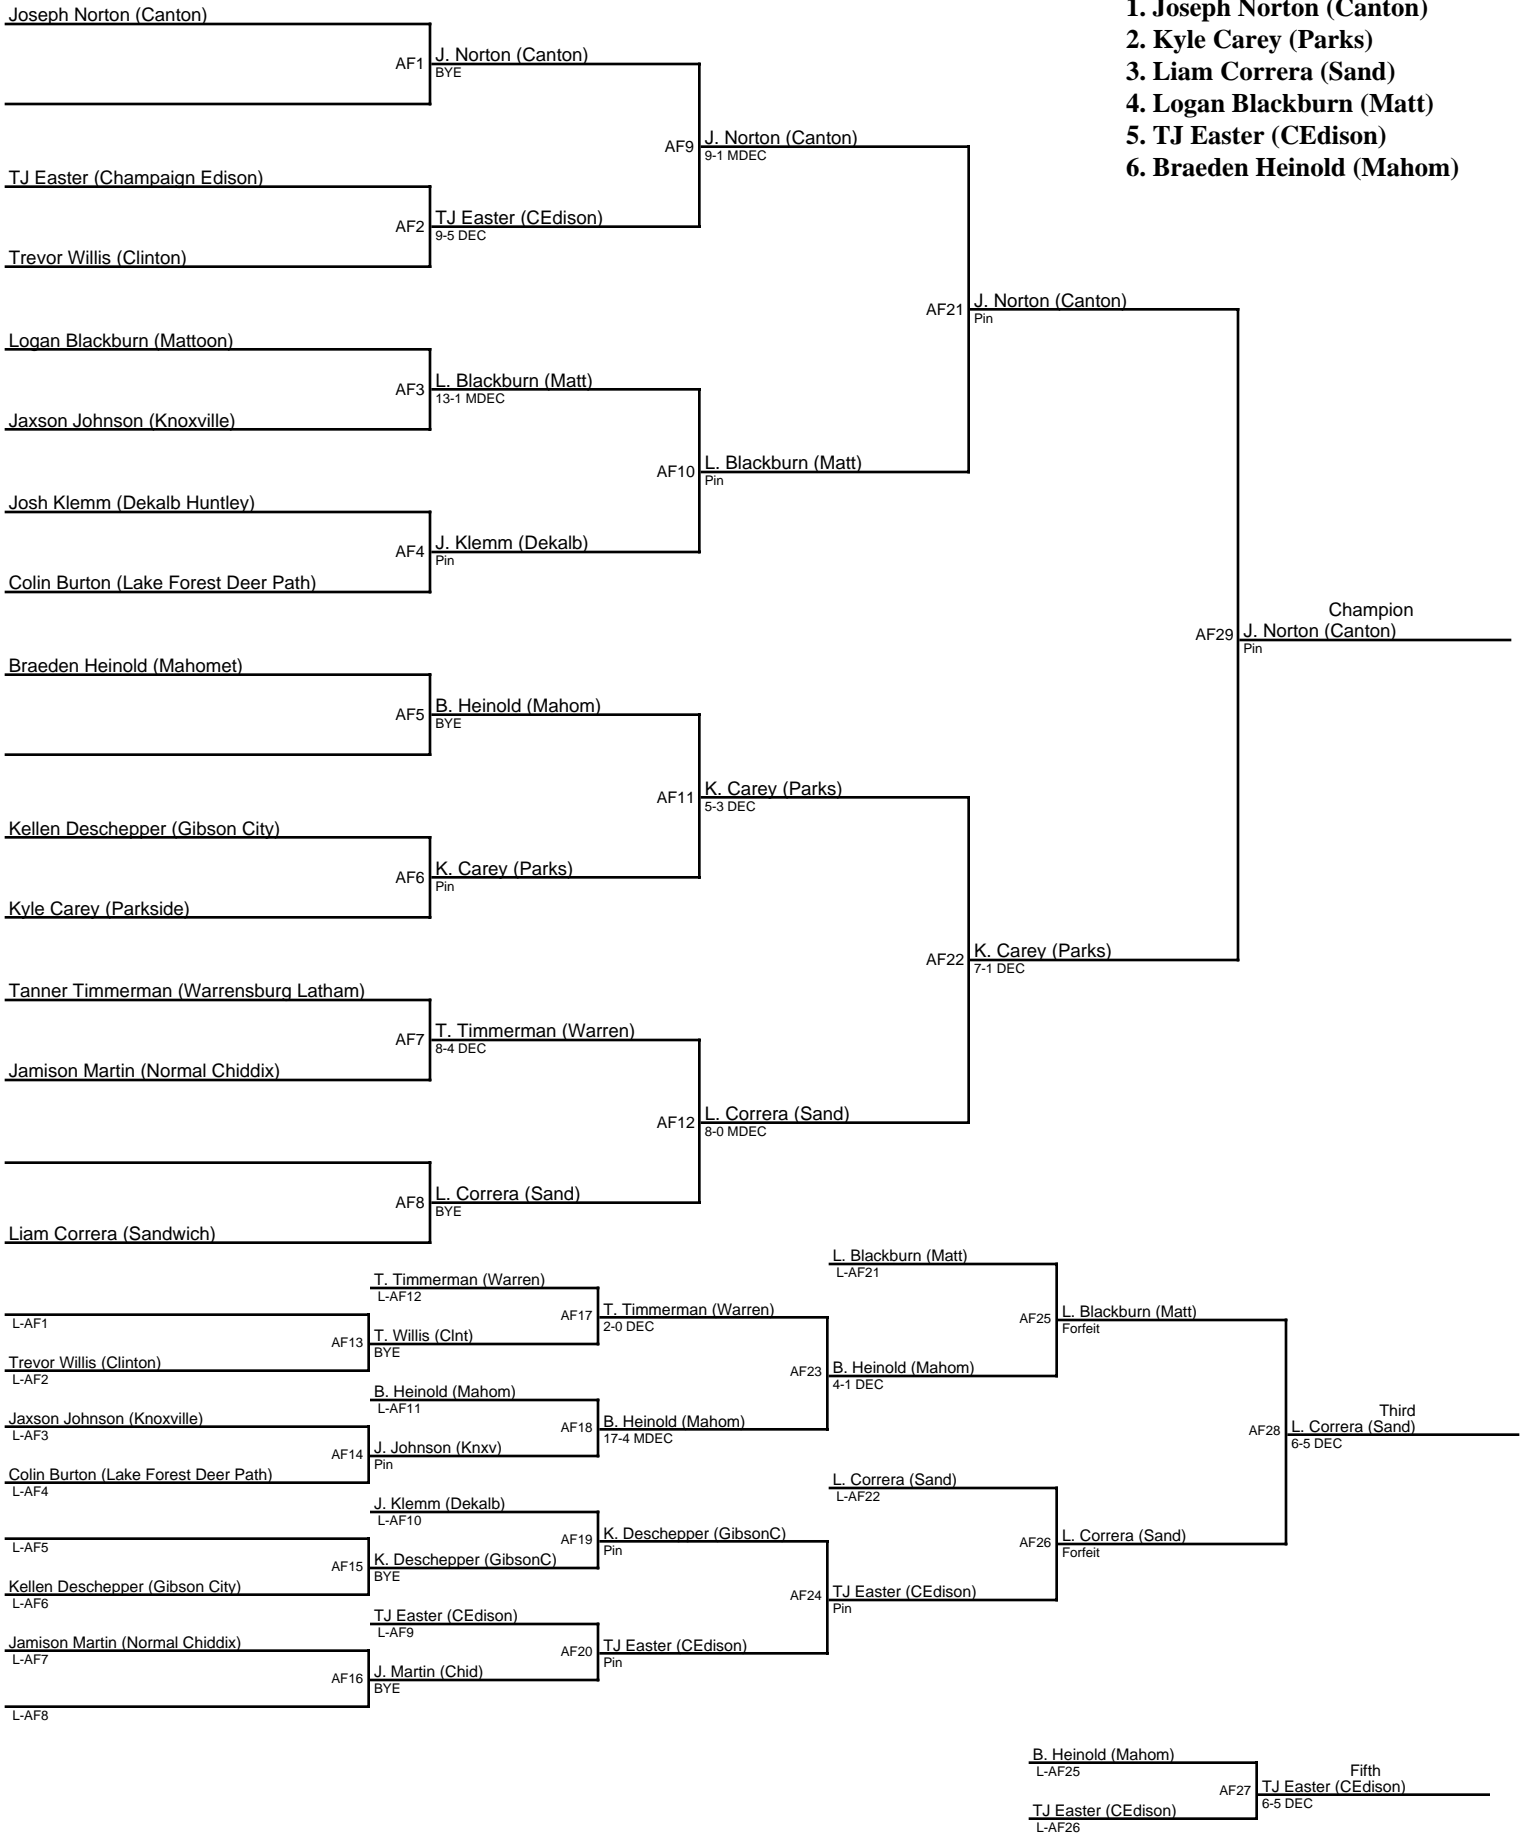 Joseph Norton (Canton)
1. Joseph Norton (Canton)
2. Kyle Carey (Parks)
3. Liam Correra (Sand)
4. Logan Blackburn (Matt)
5. TJ Easter (CEdison)
6. Braeden Heinold (Mahom)
AF1
J. Norton (Canton)
BYE
AF9
J. Norton (Canton)
9-1 MDEC
TJ Easter (Champaign Edison)
AF2
TJ Easter (CEdison)
9-5 DEC
Trevor Willis (Clinton)
AF21
J. Norton (Canton)
Pin
Logan Blackburn (Mattoon)
AF3
L. Blackburn (Matt)
13-1 MDEC
Jaxson Johnson (Knoxville)
AF10
L. Blackburn (Matt)
Pin
Josh Klemm (Dekalb Huntley)
AF4
J. Klemm (Dekalb)
Pin
Colin Burton (Lake Forest Deer Path)
Champion
AF29
J. Norton (Canton)
Pin
Braeden Heinold (Mahomet)
AF5
B. Heinold (Mahom)
BYE
AF11
K. Carey (Parks)
5-3 DEC
Kellen Deschepper (Gibson City)
AF6
K. Carey (Parks)
Pin
Kyle Carey (Parkside)
AF22
K. Carey (Parks)
7-1 DEC
Tanner Timmerman (Warrensburg Latham)
AF7
T. Timmerman (Warren)
8-4 DEC
Jamison Martin (Normal Chiddix)
AF12
L. Correra (Sand)
8-0 MDEC
AF8
L. Correra (Sand)
BYE
Liam Correra (Sandwich)
L. Blackburn (Matt)
L-AF21
T. Timmerman (Warren)
L-AF12
AF17
T. Timmerman (Warren)
2-0 DEC
AF25
L. Blackburn (Matt)
Forfeit
L-AF1
AF13
T. Willis (Clnt)
BYE
Trevor Willis (Clinton)
L-AF2
AF23
B. Heinold (Mahom)
4-1 DEC
B. Heinold (Mahom)
L-AF11
Jaxson Johnson (Knoxville)
L-AF3
AF18
B. Heinold (Mahom)
17-4 MDEC
Third
AF28
L. Correra (Sand)
6-5 DEC
AF14
J. Johnson (Knxv)
Pin
Colin Burton (Lake Forest Deer Path)
L-AF4
L. Correra (Sand)
L-AF22
J. Klemm (Dekalb)
L-AF10
AF19
K. Deschepper (GibsonC)
Pin
AF26
L. Correra (Sand)
Forfeit
L-AF5
AF15
K. Deschepper (GibsonC)
BYE
Kellen Deschepper (Gibson City)
L-AF6
AF24
TJ Easter (CEdison)
Pin
TJ Easter (CEdison)
L-AF9
Jamison Martin (Normal Chiddix)
L-AF7
AF20
TJ Easter (CEdison)
Pin
AF16
J. Martin (Chid)
BYE
L-AF8
B. Heinold (Mahom)
L-AF25
Fifth
AF27
TJ Easter (CEdison)
6-5 DEC
TJ Easter (CEdison)
L-AF26